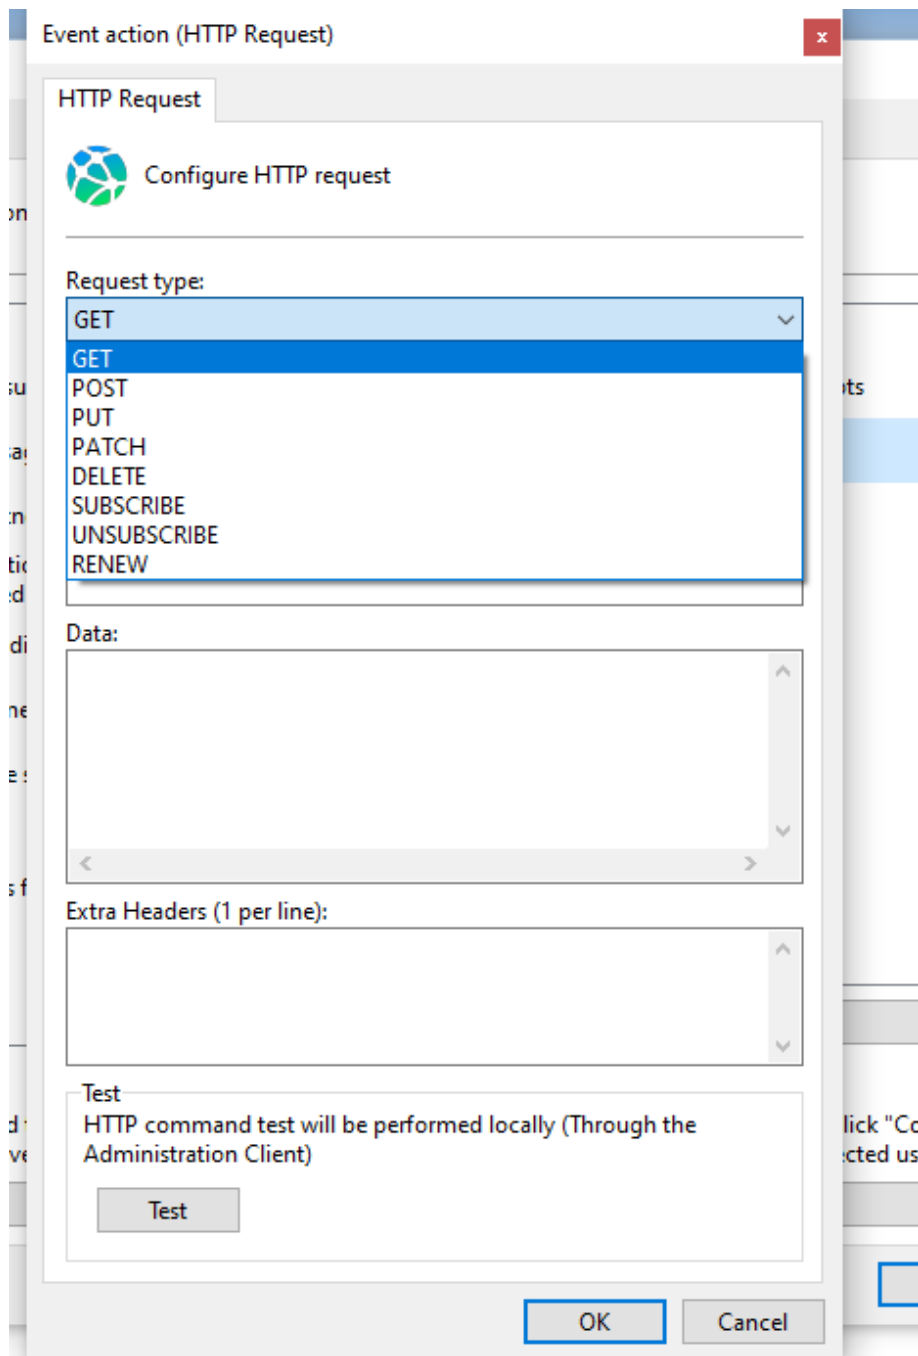 Event action (HTTP Request)
x
HTTP Request
Configure HTTP request
Request type:
GET
GET
POST
PUT
PATCH
DELETE
SUBSCRIBE
UNSUBSCRIBE
RENEW
Data:
Extra Headers (1 per line):
Test
HTTP command test will be performed locally (Through the
Administration Client)
Test
OK
Cancel